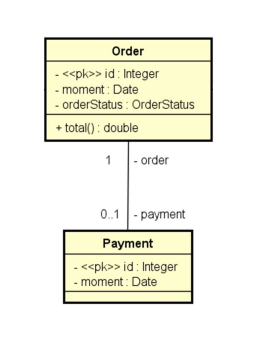 Order
- <<pk>> id : Integer
- moment : Date
- orderStatus : OrderStatus
+ total() : double
1 - order
0..1 - payment
Payment
- <<pk>> id : Integer
- moment : Date